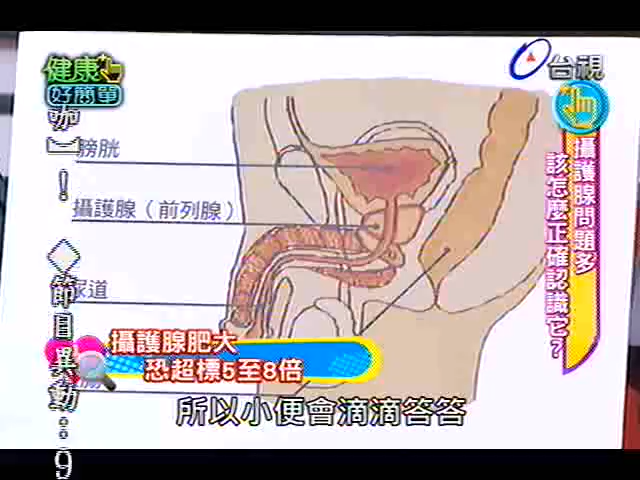 健康
好簡單
台視
咖】！ ◆節目異動：9
膀胱
攝護腺（前列腺）
尿道
攝護腺問題多
該怎麼正確認識它？
攝護腺肥大
恐超標5至8倍
所以小便會滴滴答答